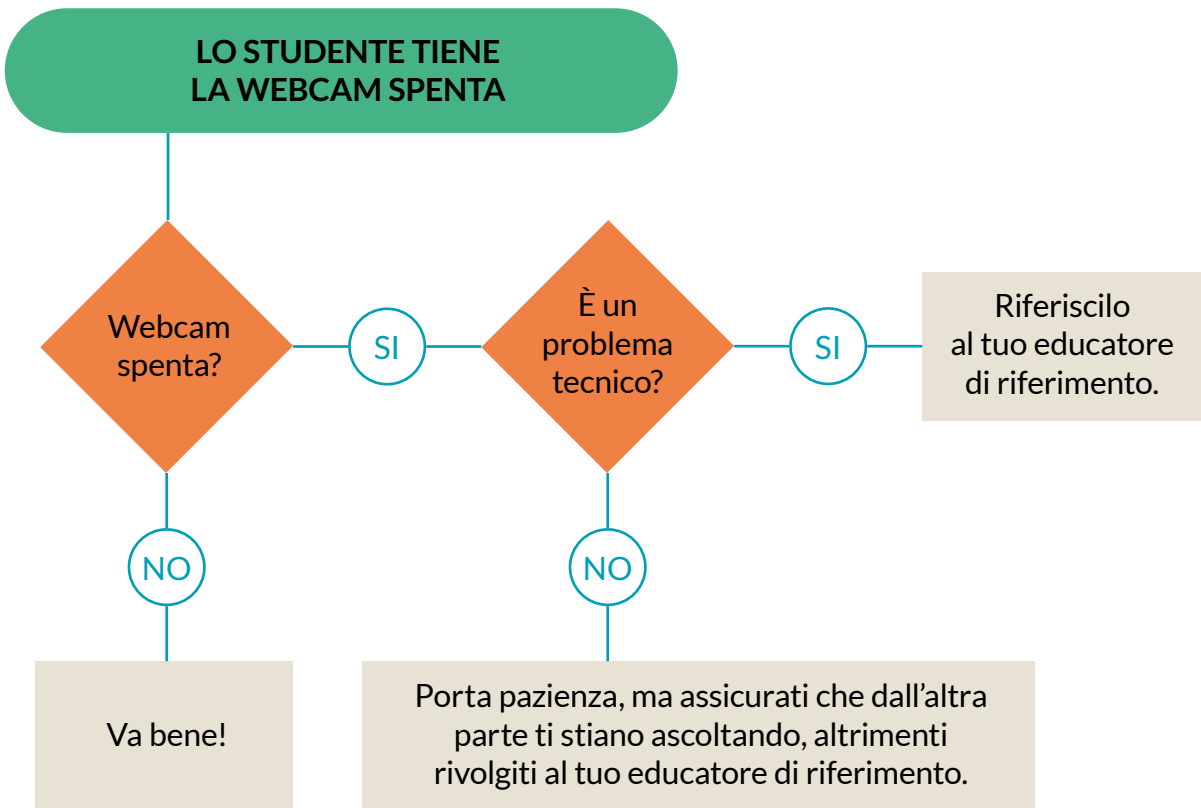 LO STUDENTE TIENE
LA WEBCAM SPENTA
Webcam
spenta?
SI
È un
problema
tecnico?
SI
Riferiscilo
al tuo educatore
di riferimento.
NO
NO
Va bene!
Porta pazienza, ma assicurati che dall’altra
parte ti stiano ascoltando, altrimenti
rivolgiti al tuo educatore di riferimento.